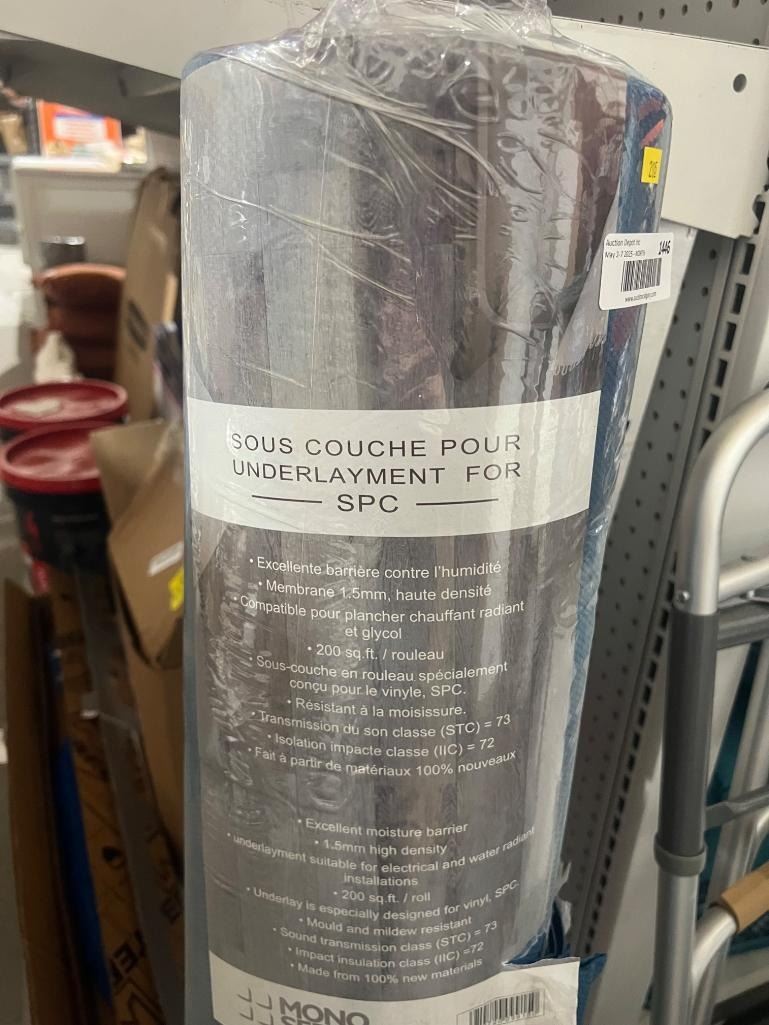 205
Auction Depot Inc
1446
SOUS COUCHE POUR
UNDERLAYMENT FOR
SPC
• Excellente barrière contre l'humidité
• Membrane 1.5mm, haute densité
• Compatible pour plancher chauffant radiant
et glycol
• 200 sq.ft. / rouleau
• Sous-couche en rouleau spécialement
conçu pour le vinyle, SPC.
• Résistant à la moisissure.
• Transmission du son classe (STC) = 73
• Isolation impacte classe (IIC) = 72
• Fait à partir de matériaux 100% nouveaux
• Excellent moisture barrier
• 1.5mm high density
• underlayment suitable for electrical and water radiant
installations
• 200 sq.ft. / roll
• Underlay is especially designed for vinyl, SPC.
• Mould and mildew resistant
• Sound transmission class (STC) = 73
• Impact insulation class (IIC) =72
• Made from 100% new materials
MONO